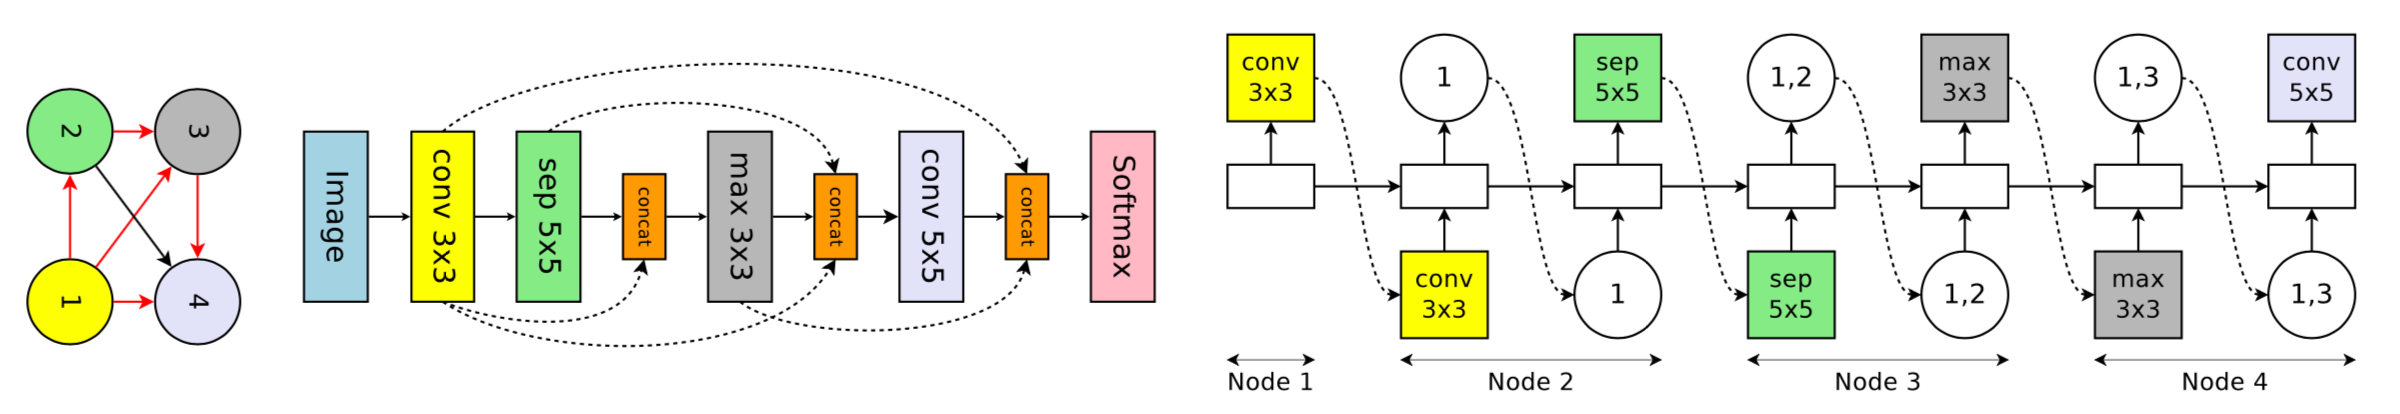 2
3
1
4
Image
conv 3x3
sep 5x5
concat
max 3x3
concat
conv 5x5
concat
Softmax
conv
3x3
1
sep
5x5
1,2
max
3x3
1,3
conv
5x5
conv
3x3
1
sep
5x5
1,2
max
3x3
1,3
Node 1
Node 2
Node 3
Node 4